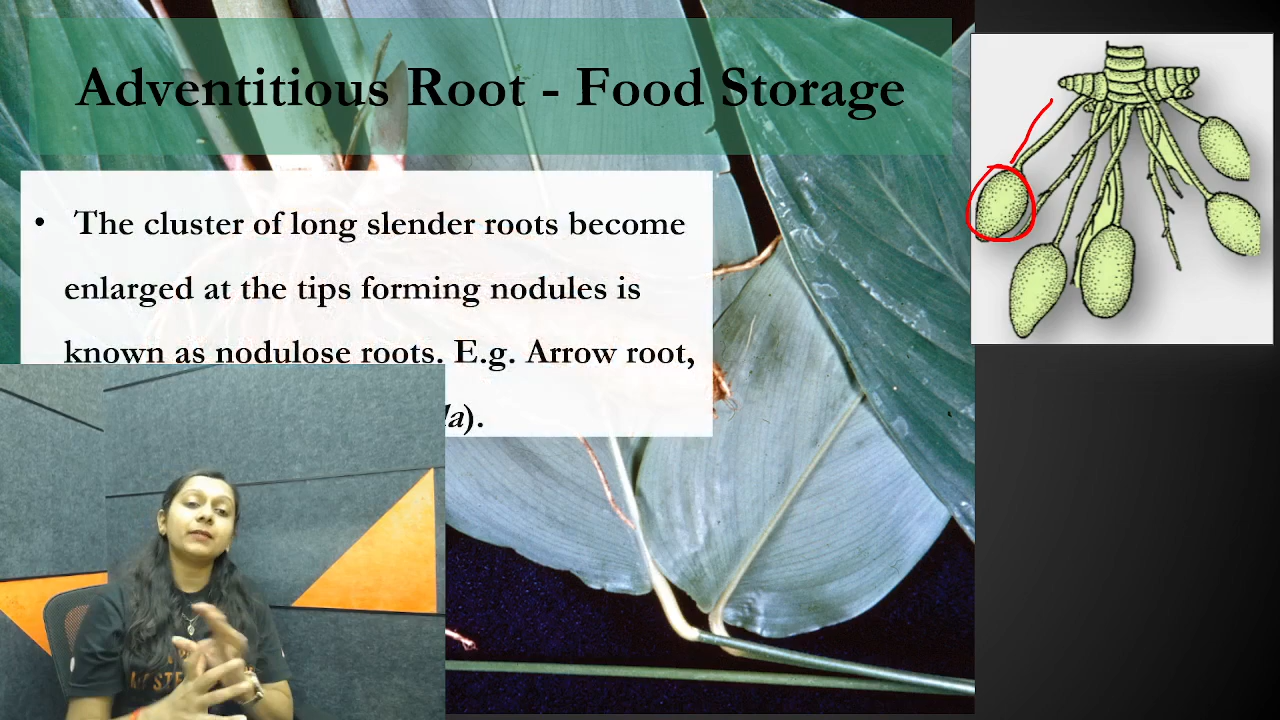 Adventitious Root - Food Storage
• The cluster of long slender roots become
enlarged at the tips forming nodules is
known as nodulose roots. E.g. Arrow root,
).